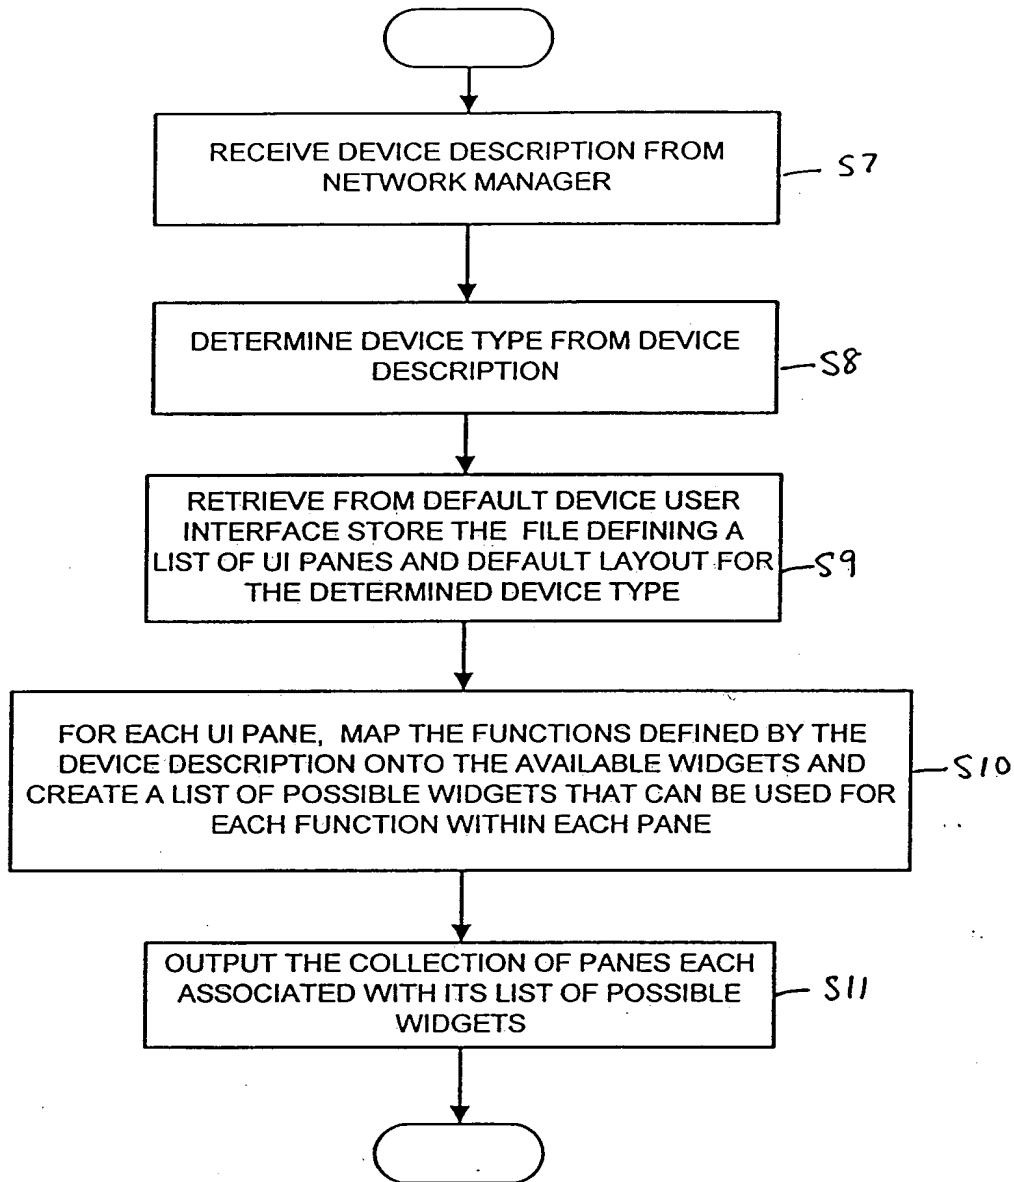 RECEIVE DEVICE DESCRIPTION FROM
NETWORK MANAGER
S7
DETERMINE DEVICE TYPE FROM DEVICE
DESCRIPTION
S8
RETRIEVE FROM DEFAULT DEVICE USER
INTERFACE STORE THE FILE DEFINING A
LIST OF UI PANES AND DEFAULT LAYOUT FOR
THE DETERMINED DEVICE TYPE
S9
FOR EACH UI PANE, MAP THE FUNCTIONS DEFINED BY THE
DEVICE DESCRIPTION ONTO THE AVAILABLE WIDGETS AND
CREATE A LIST OF POSSIBLE WIDGETS THAT CAN BE USED FOR
EACH FUNCTION WITHIN EACH PANE
S10
OUTPUT THE COLLECTION OF PANES EACH
ASSOCIATED WITH ITS LIST OF POSSIBLE
WIDGETS
S11